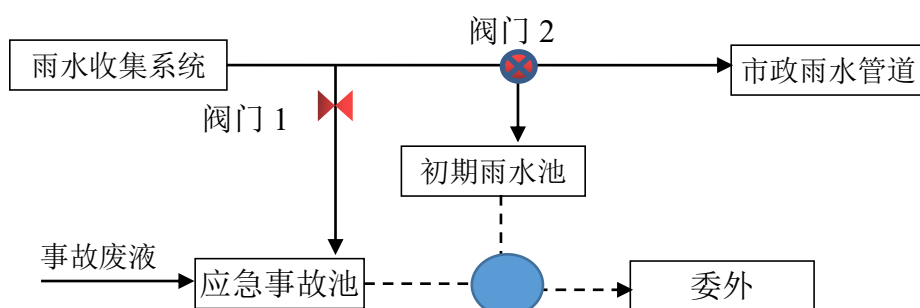 阀门 2
雨水收集系统
市政雨水管道
阀门 1
初期雨水池
事故废液
应急事故池
委外